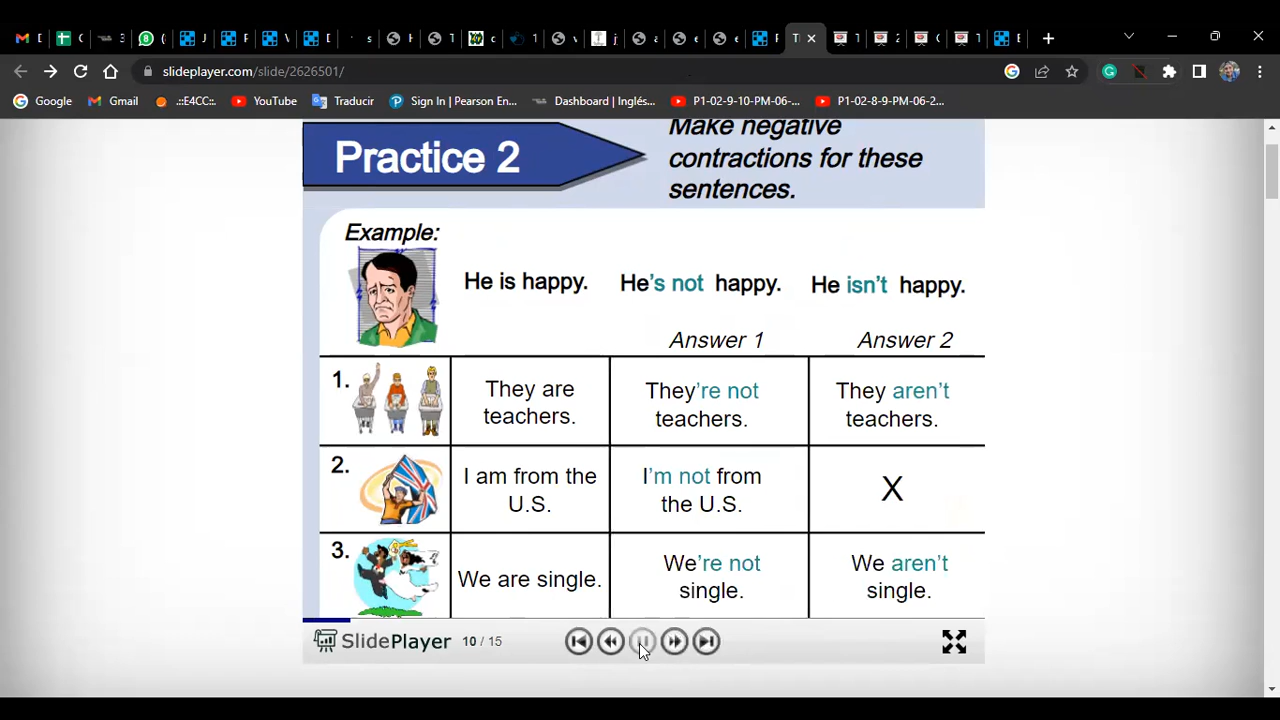 slideplayer.com/slide/2626501/
Google Gmail .::E4CC::. YouTube Traducir Sign In | Pearson En... Dashboard | Inglés... P1-02-9-10-PM-06-... P1-02-8-9-PM-06-2...
Practice 2
Make negative
contractions for these
sentences.
Example:
He is happy.
He's not happy.
He isn't happy.
Answer 1
Answer 2
1.
They are
teachers.
They're not
teachers.
They aren't
teachers.
2.
I am from the
U.S.
I'm not from
the U.S.
X
3.
We are single.
We're not
single.
We aren't
single.
SlidePlayer 10 / 15